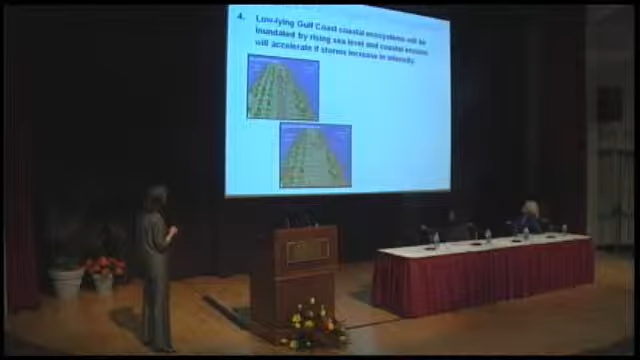 4. Low-lying Gulf Coast coastal ecosystems will be
inundated by rising sea level and coastal erosion
will accelerate if storms increase in intensity.